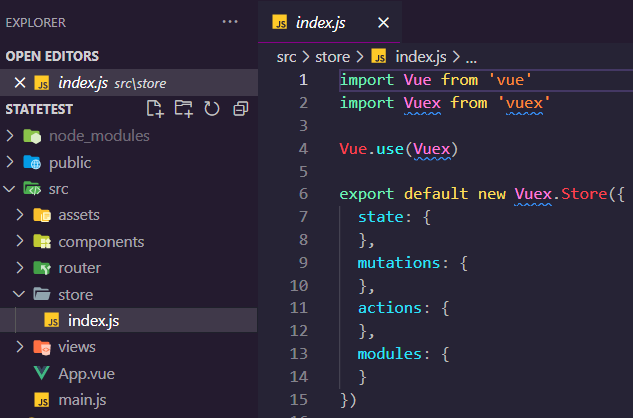 EXPLORER
OPEN EDITORS
JS index.js src\store
STATETEST
node_modules
public
src
assets
components
router
store
JS index.js
views
App.vue
JS main.js
JS index.js
src > store > JS index.js > ...
1 import Vue from 'vue'
2 import Vuex from 'vuex'
3
4 Vue.use(Vuex)
5
6 export default new Vuex.Store({
7 state: {
8 },
9 mutations: {
10 },
11 actions: {
12 },
13 modules: {
14 }
15 })